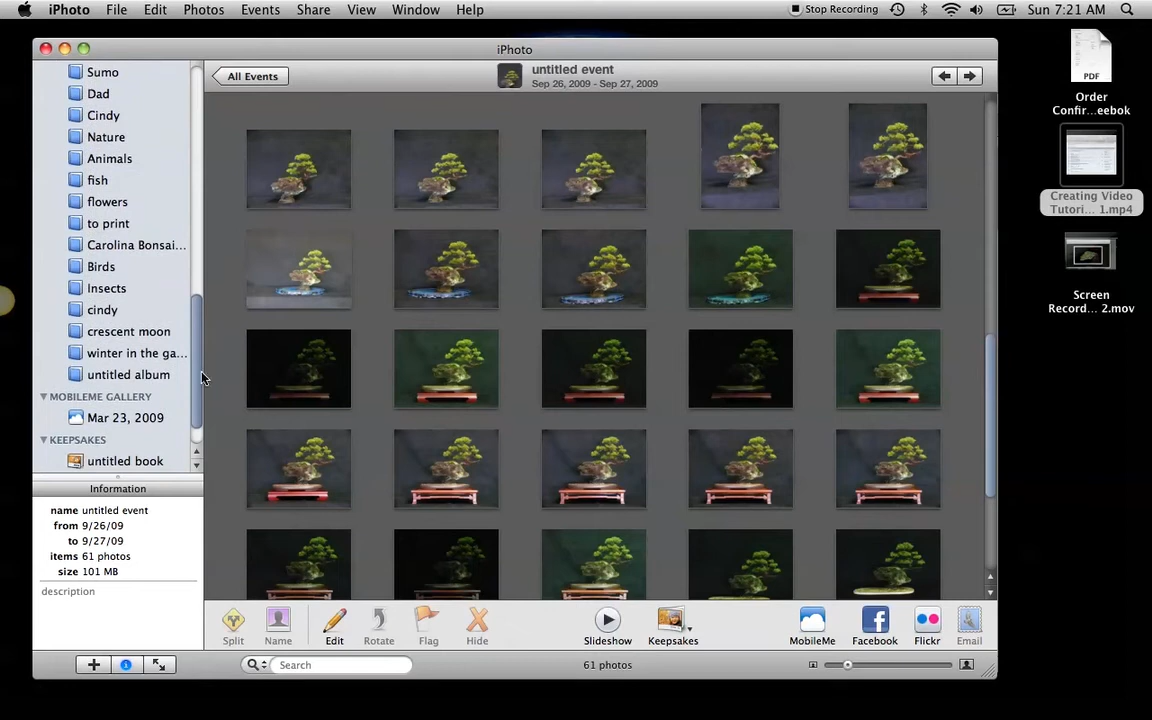 iPhoto File Edit Photos Events Share View Window Help Stop Recording Sun 7:21 AM
iPhoto
All Events
untitled event
Sep 26, 2009 - Sep 27, 2009
Sumo
Dad
Cindy
Nature
Animals
fish
flowers
to print
Carolina Bonsai...
Birds
Insects
cindy
crescent moon
winter in the ga...
untitled album
MOBILEME GALLERY
Mar 23, 2009
KEEPSAKES
untitled book
Information
name untitled event
from 9/26/09
to 9/27/09
items 61 photos
size 101 MB
description
Split Name Edit Rotate Flag Hide Slideshow Keepsakes MobileMe Facebook Flickr Email
Search
61 photos
PDF
Order
Confir...eebok
Creating Video
Tutori... 1.mp4
Screen
Record... 2.mov